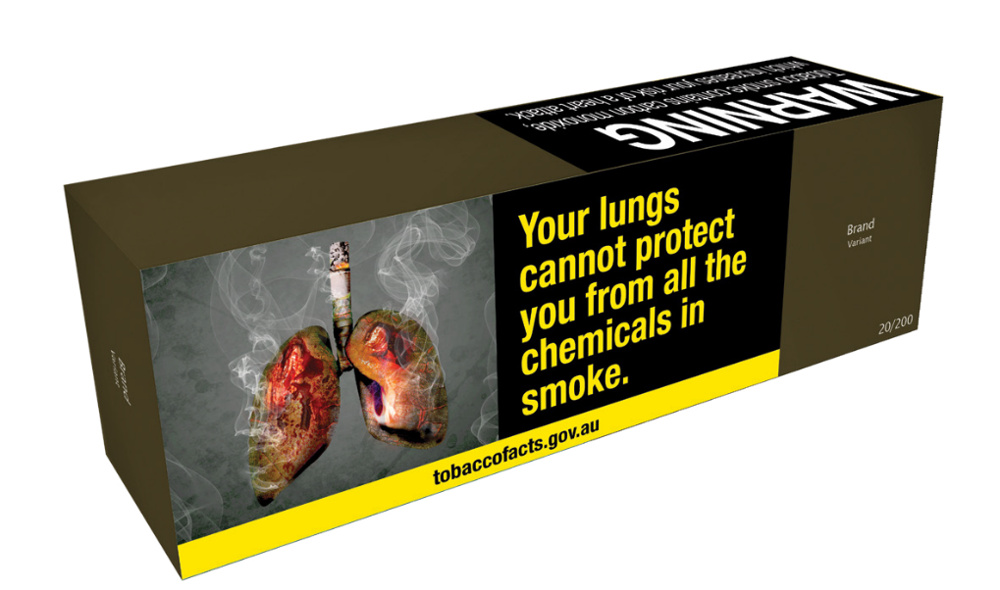 WARNING
Tobacco smoke contains carbon monoxide,
which increases your risk of a heart attack.
Your lungs
cannot protect
you from all the
chemicals in
smoke.
tobaccofacts.gov.au
Brand
Variant
20/200
Brand
Variant